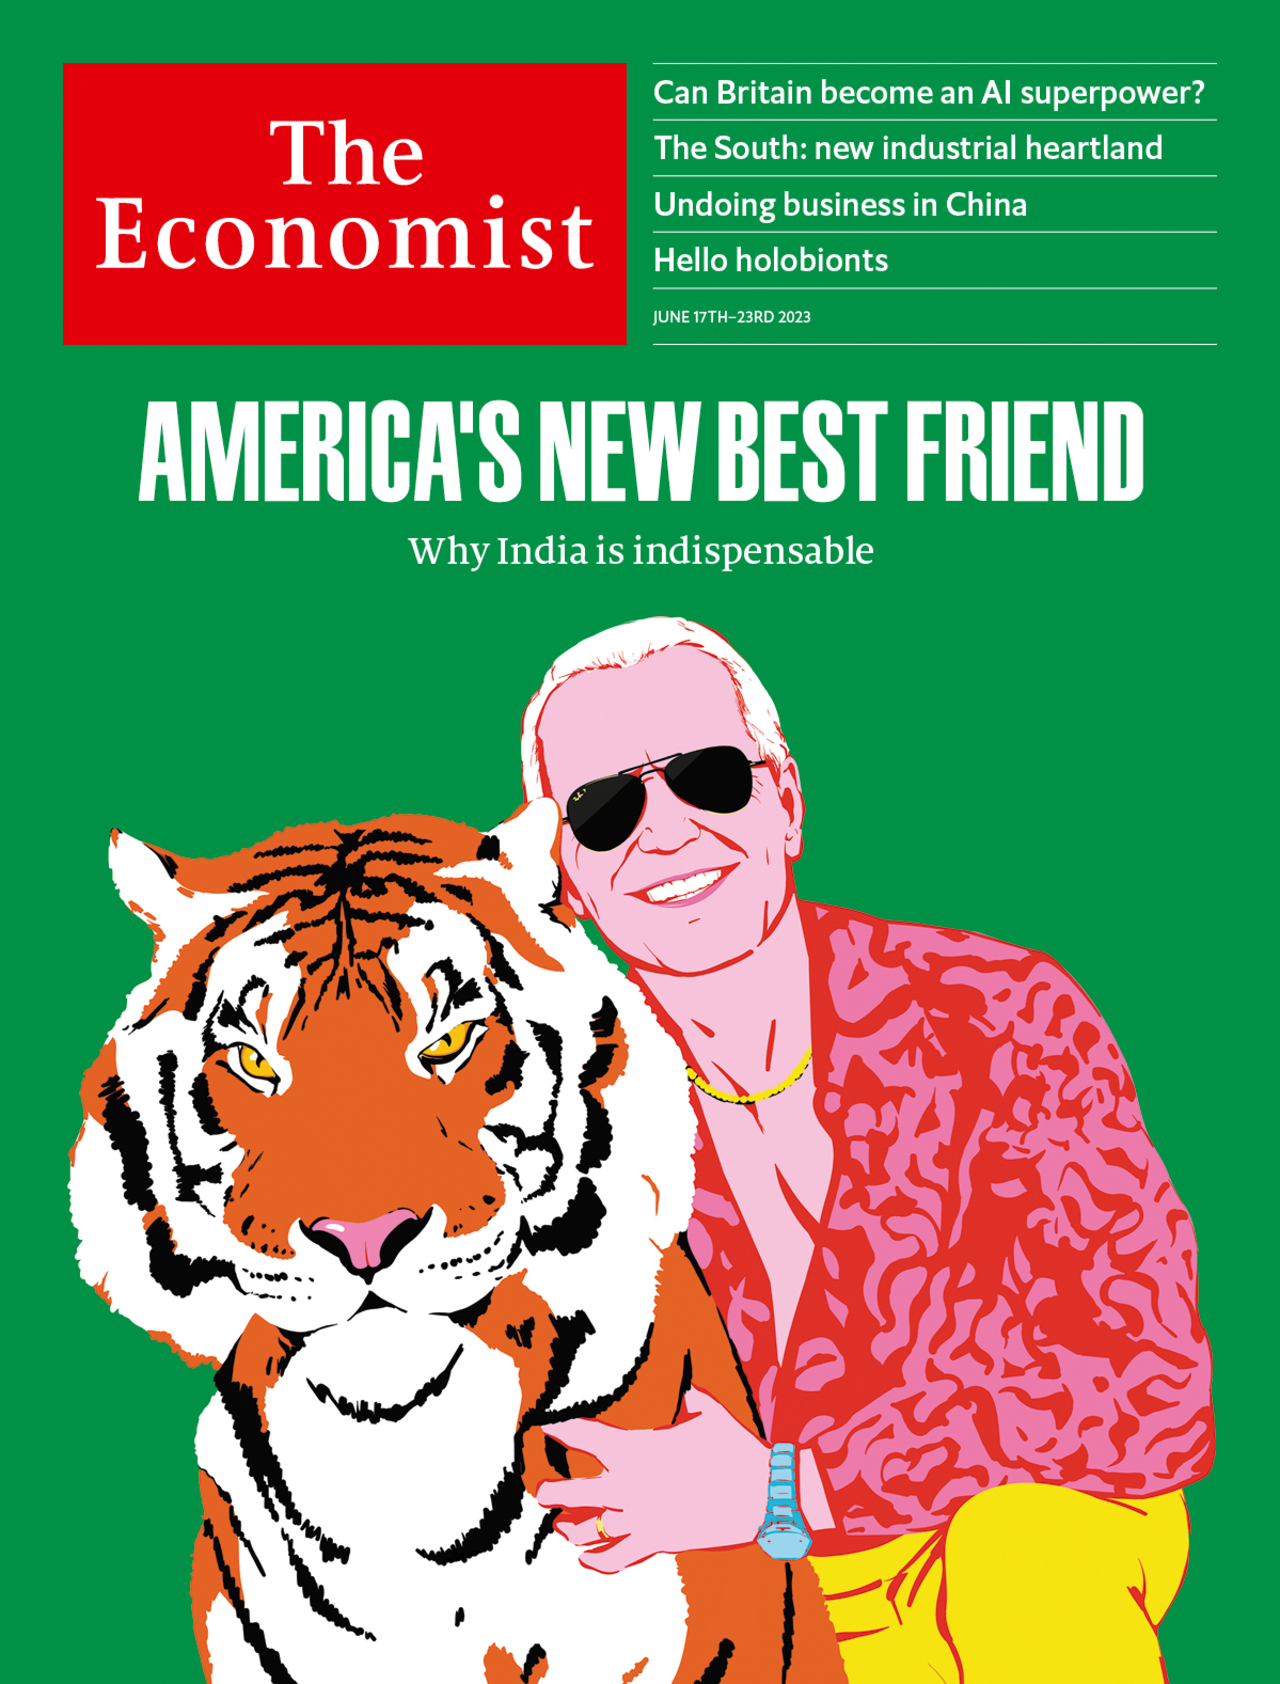 The
Economist
Can Britain become an AI superpower?
The South: new industrial heartland
Undoing business in China
Hello holobionts
JUNE 17TH–23RD 2023
AMERICA'S NEW BEST FRIEND
Why India is indispensable